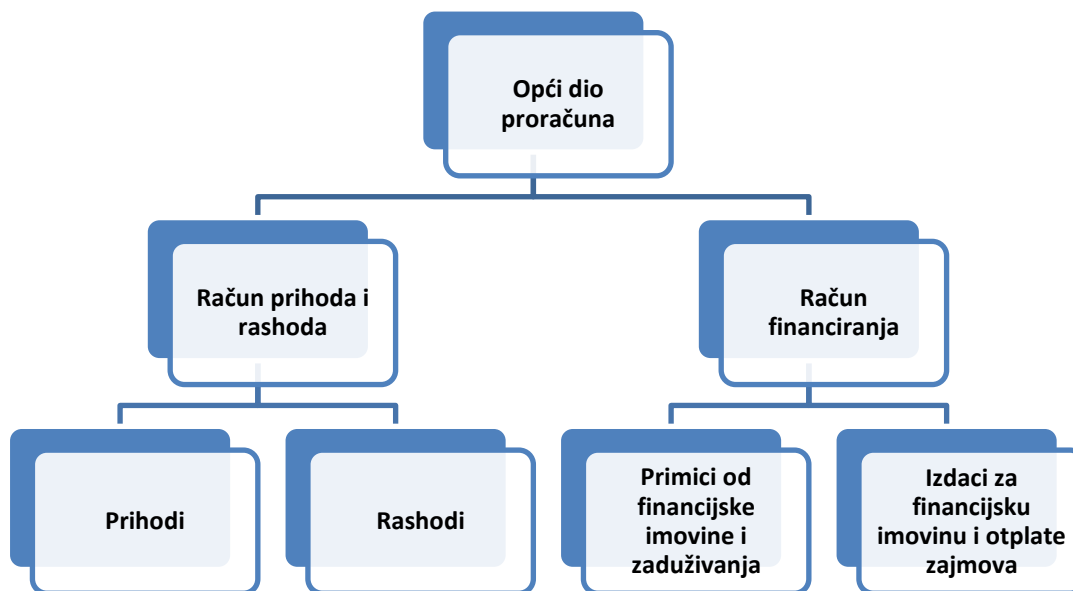 Opći dio
proračuna
Račun prihoda i
rashoda
Račun
financiranja
Prihodi
Rashodi
Primici od
financijske
imovine i
zaduživanja
Izdaci za
financijsku
imovinu i otplate
zajmova